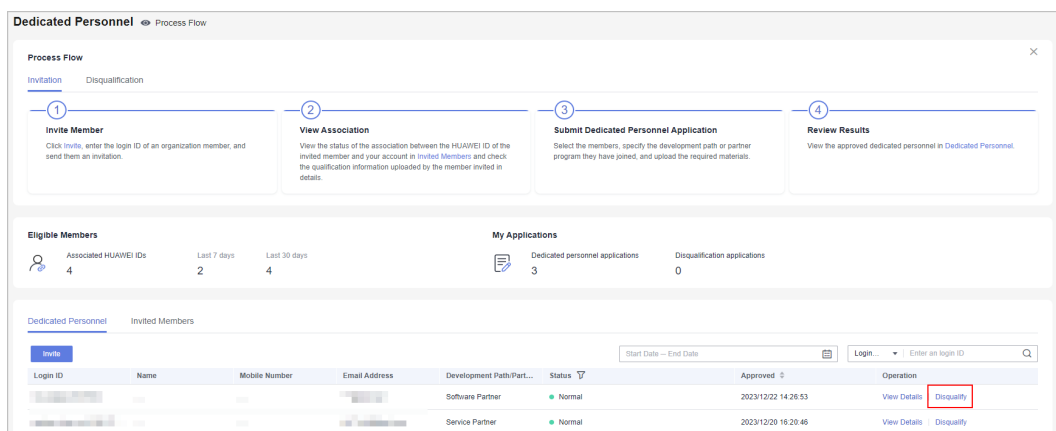 Dedicated Personnel Process Flow
Process Flow
Invitation Disqualification
1
Invite Member
Click Invite, enter the login ID of an organization member, and
send them an invitation.
2
View Association
View the status of the association between the HUAWEI ID of the
invited member and your account in Invited Members and check
the qualification information uploaded by the member invited in
details.
3
Submit Dedicated Personnel Application
Select the members, specify the development path or partner
program they have joined, and upload the required materials.
4
Review Results
View the approved dedicated personnel in Dedicated Personnel.
Eligible Members
Associated HUAWEI IDs Last 7 days Last 30 days
4 2 4
My Applications
Dedicated personnel applications Disqualification applications
3 0
Dedicated Personnel Invited Members
Invite Start Date -- End Date Login... Enter an login ID
Login ID Name Mobile Number Email Address Development Path/Part... Status Approved Operation
Software Partner Normal 2023/12/22 14:26:53 View Details Disqualify
Service Partner Normal 2023/12/20 16:20:46 View Details Disqualify